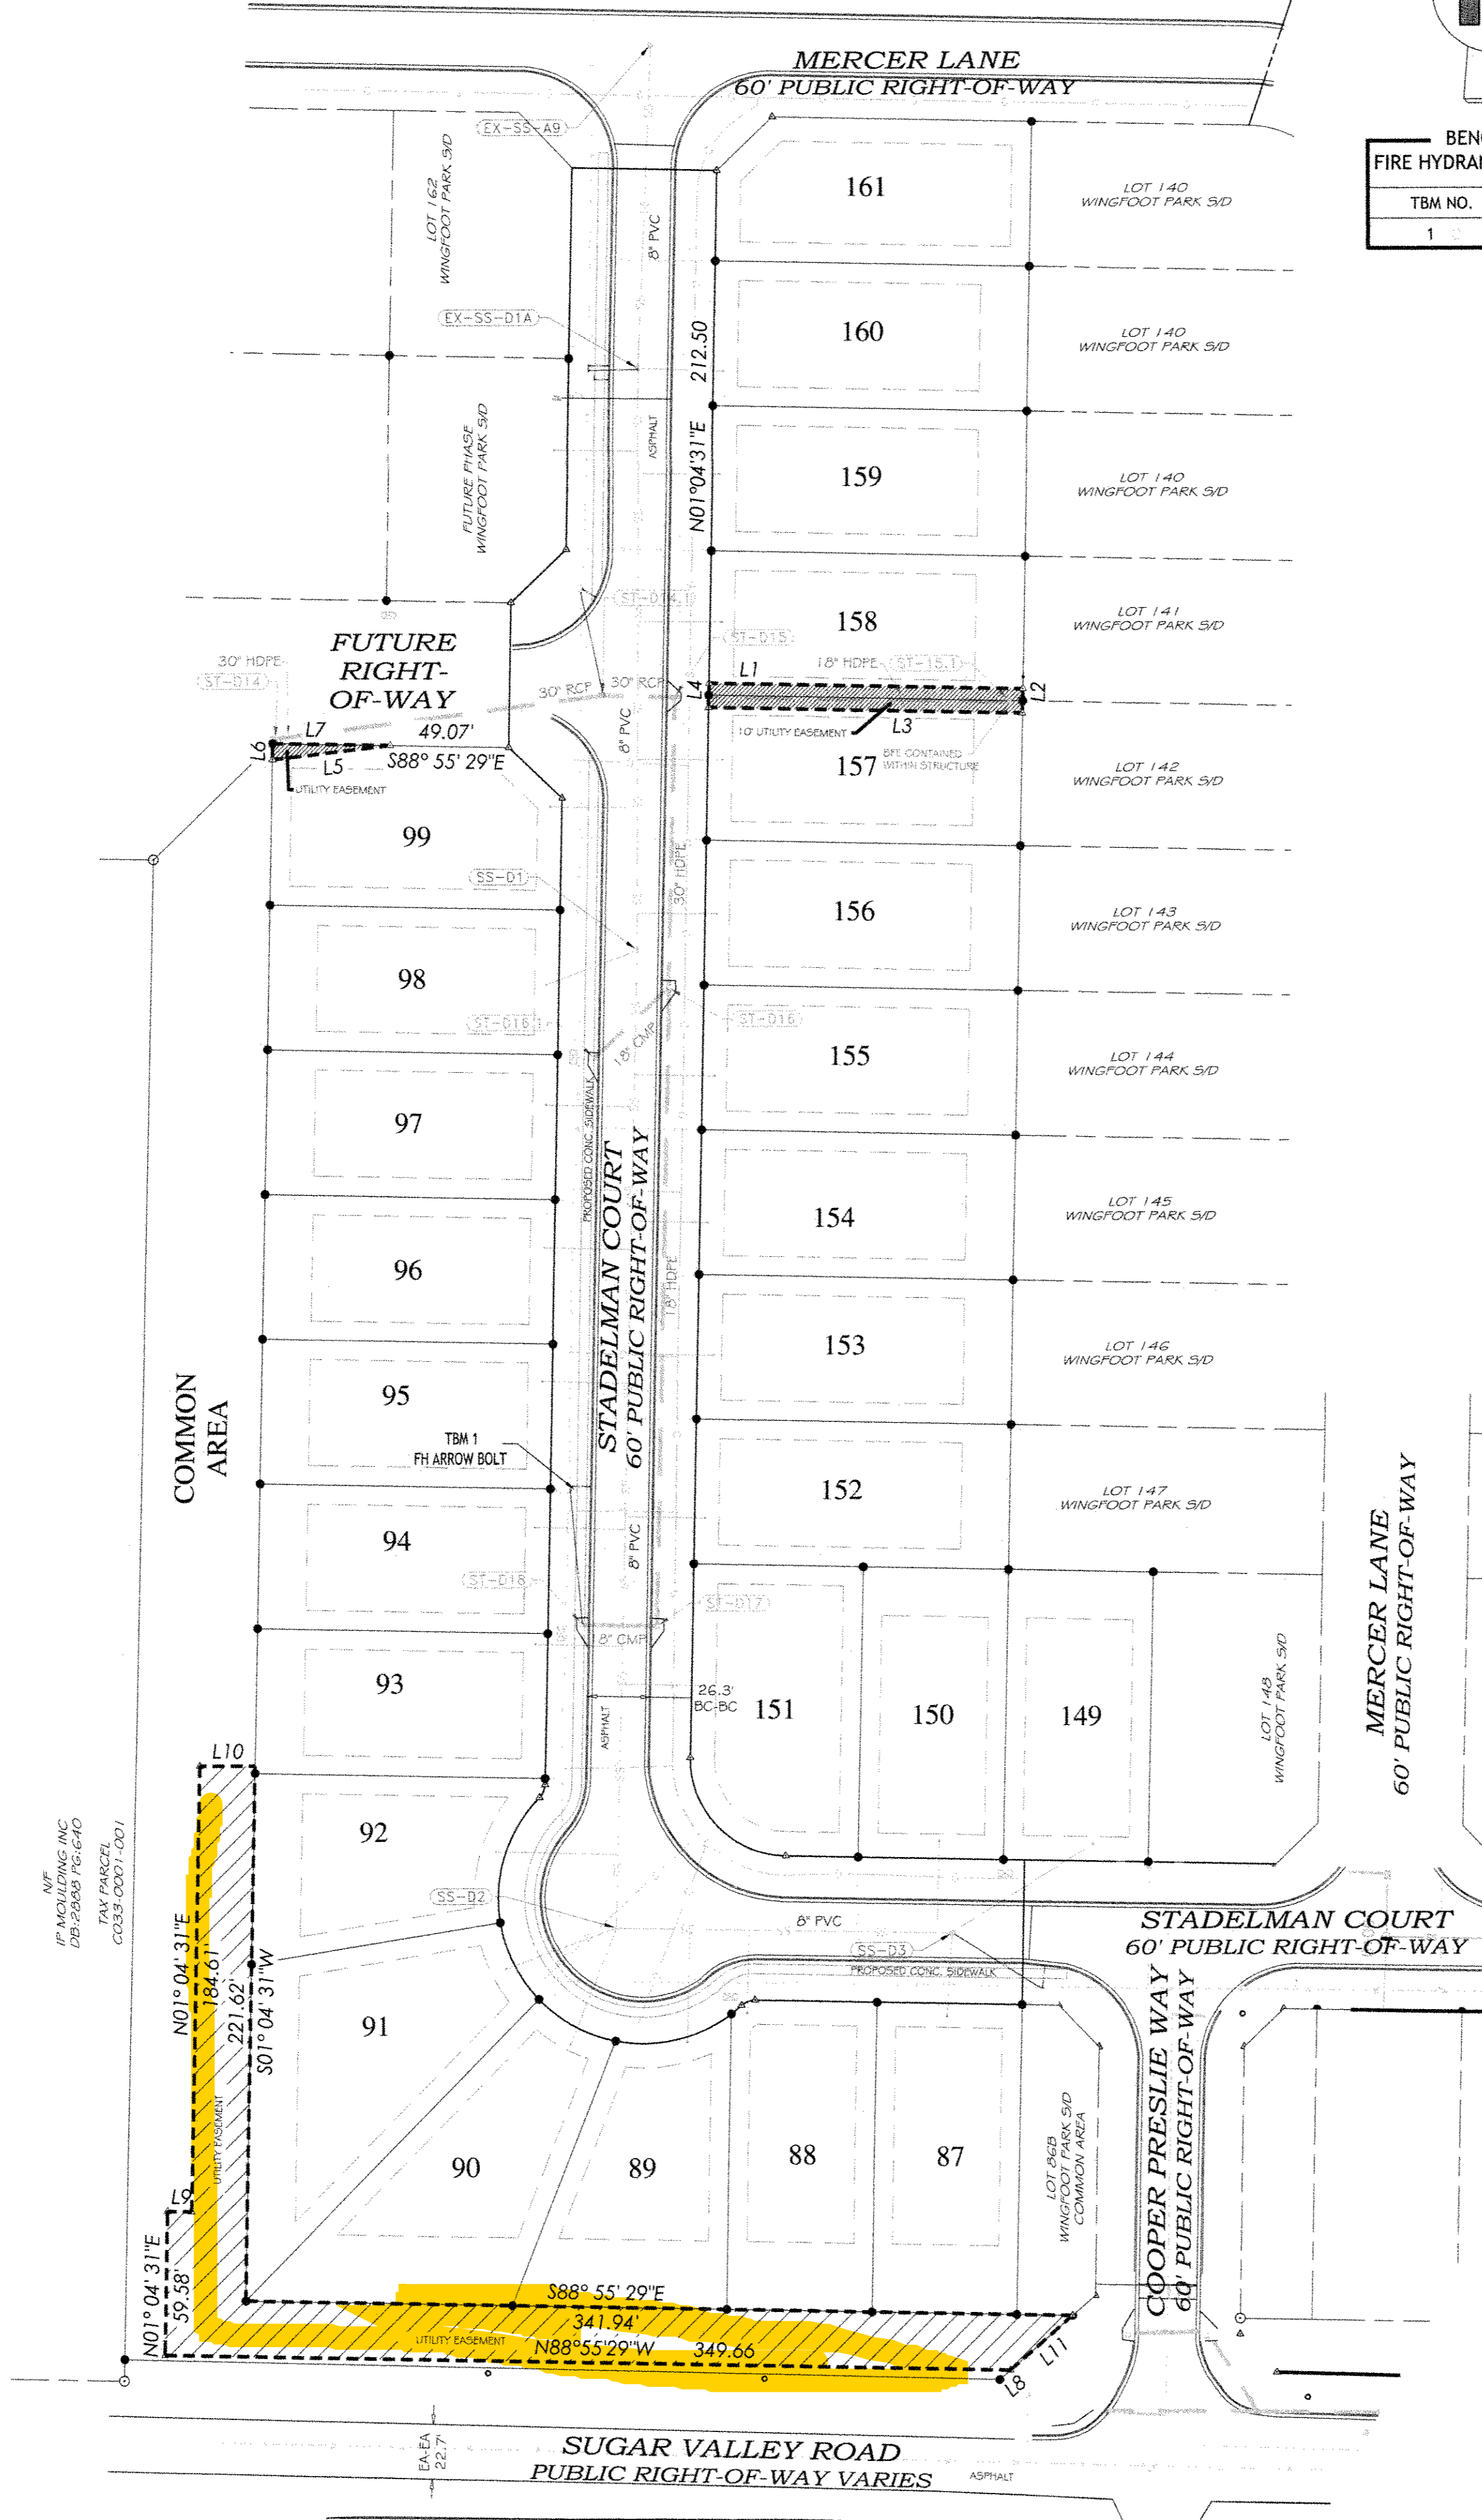 MERCER LANE
60' PUBLIC RIGHT-OF-WAY
EX-SS-A9
BEN
FIRE HYDRAN
TBM NO.
1
LOT 162
WINGFOOT PARK S/D
8" PVC
161
LOT 140
WINGFOOT PARK S/D
EX-SS-D1A
212.50
N01°04'31"E
160
LOT 140
WINGFOOT PARK S/D
ASPHALT
FUTURE PHASE
WINGFOOT PARK S/D
159
LOT 140
WINGFOOT PARK S/D
ST-D14.1
158
LOT 141
WINGFOOT PARK S/D
FUTURE
RIGHT-
OF-WAY
30" HDPE
ST-D14
ST-D15
L1
18" HDPE
ST-15.1
30" RCP
30" RCP
L4
L2
L3
10' UTILITY EASEMENT
L7
49.07'
L6
L5
S88° 55' 29"E
UTILITY EASEMENT
8" PVC
157
BFE CONTAINED
WITHIN STRUCTURE
LOT 142
WINGFOOT PARK S/D
99
30" HDPE
SS-D1
156
LOT 143
WINGFOOT PARK S/D
98
ST-D16
18" CMP
ST-D16
155
LOT 144
WINGFOOT PARK S/D
97
PROPOSED CONC. SIDEWALK
STADELMAN COURT
60' PUBLIC RIGHT-OF-WAY
154
LOT 145
WINGFOOT PARK S/D
96
18" HDPE
153
LOT 146
WINGFOOT PARK S/D
95
COMMON
AREA
TBM 1
FH ARROW BOLT
152
LOT 147
WINGFOOT PARK S/D
94
8" PVC
MERCER LANE
60' PUBLIC RIGHT-OF-WAY
ST-D18
ST-D17
18" CMP
93
26.3'
BC-BC
ASPHALT
151
150
149
LOT 148
WINGFOOT PARK S/D
L10
92
N/F
IP MOULDING INC
DB:2888 PG:640
TAX PARCEL
C033-0001-001
SS-D2
8" PVC
STADELMAN COURT
60' PUBLIC RIGHT-OF-WAY
SS-D3
PROPOSED CONC. SIDEWALK
N01° 04' 31"E
184.61'
221.62'
S01° 04' 31"W
91
COOPER PRESLIE WAY
60' PUBLIC RIGHT-OF-WAY
UTILITY EASEMENT
90
89
88
87
LOT 86B
WINGFOOT PARK S/D
COMMON AREA
L9
N01° 04' 31"E
59.58'
S88° 55' 29"E
341.94'
UTILITY EASEMENT
N88°55'29"W
349.66
L11
L8
EA-EA
22.7'
SUGAR VALLEY ROAD
PUBLIC RIGHT-OF-WAY VARIES
ASPHALT